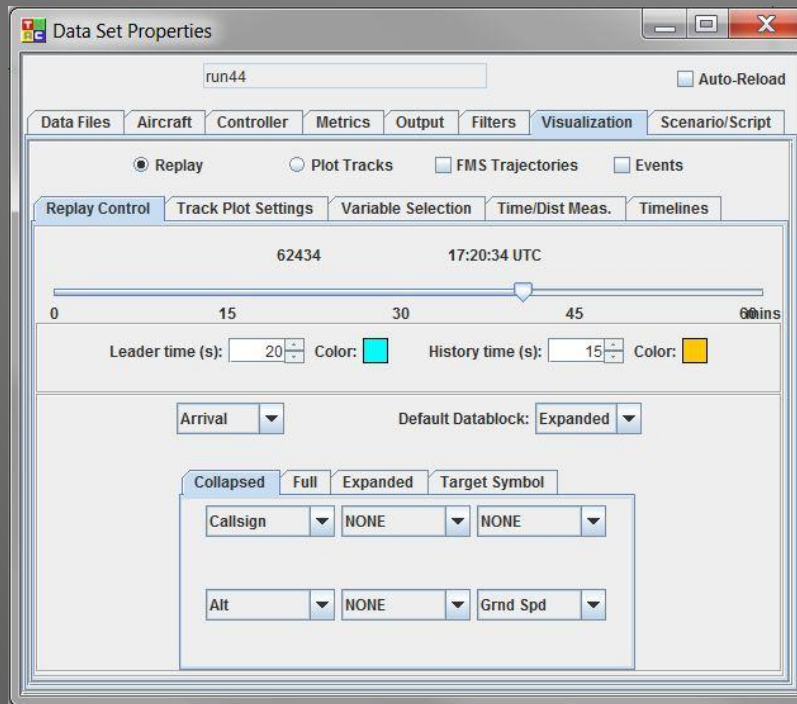 TAC Data Set Properties
run44 Auto-Reload
Data Files Aircraft Controller Metrics Output Filters Visualization Scenario/Script
Replay Plot Tracks FMS Trajectories Events
Replay Control Track Plot Settings Variable Selection Time/Dist Meas. Timelines
62434 17:20:34 UTC
0 15 30 45 60 mins
Leader time (s): 20 Color: History time (s): 15 Color:
Arrival Default Datablock: Expanded
Collapsed Full Expanded Target Symbol
Callsign NONE NONE
Alt NONE Grnd Spd